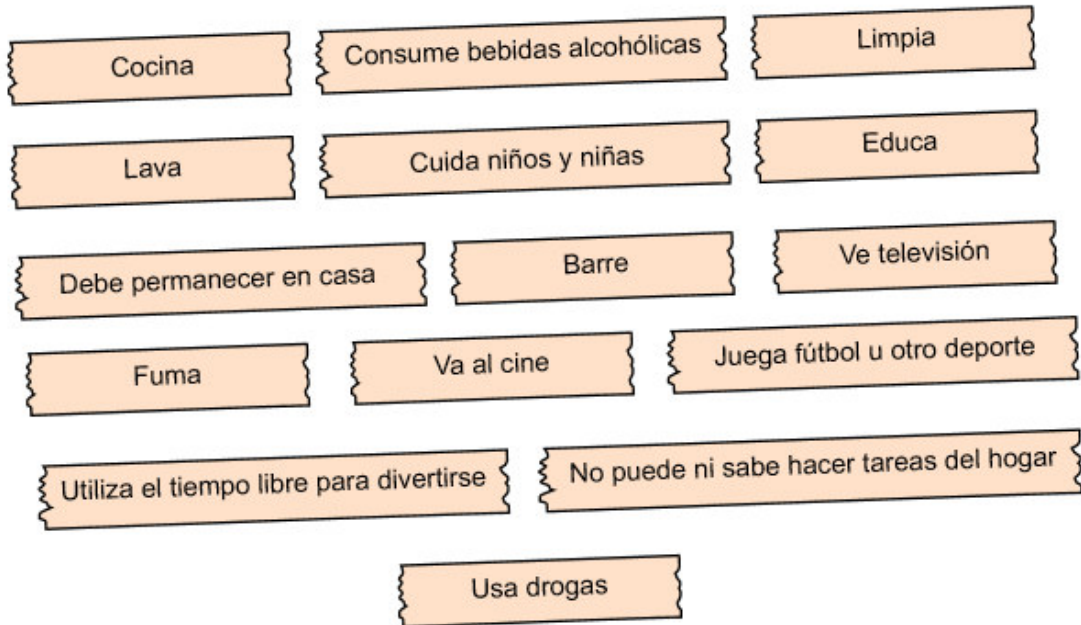 Cocina
Consume bebidas alcohólicas
Limpia
Lava
Cuida niños y niñas
Educa
Debe permanecer en casa
Barre
Ve televisión
Fuma
Va al cine
Juega fútbol u otro deporte
Utiliza el tiempo libre para divertirse
No puede ni sabe hacer tareas del hogar
Usa drogas